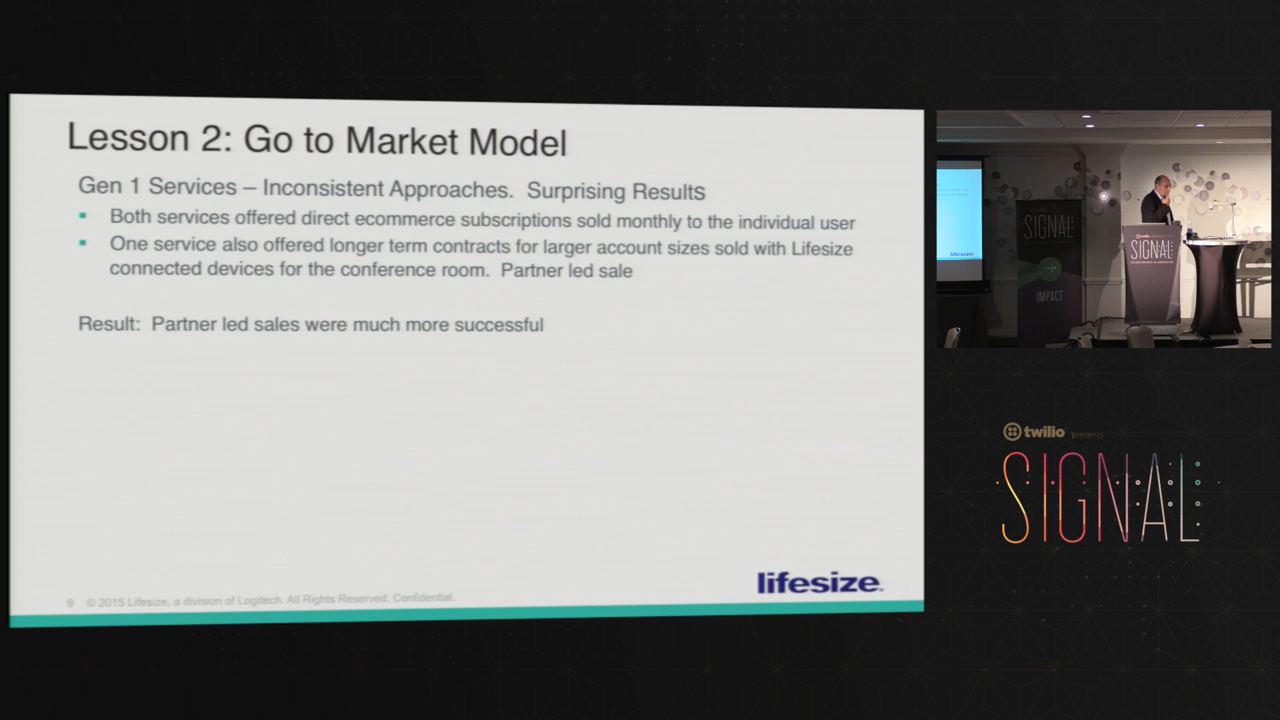 Lesson 2: Go to Market Model
Gen 1 Services – Inconsistent Approaches.  Surprising Results
▪ Both services offered direct ecommerce subscriptions sold monthly to the individual user
▪ One service also offered longer term contracts for larger account sizes sold with Lifesize
connected devices for the conference room.  Partner led sale
Result:  Partner led sales were much more successful
9 © 2015 Lifesize, a division of Logitech. All Rights Reserved. Confidential.
lifesize.
SIGNAL
IMPACT
twilio
SIGNAL
twilio presents
SIGNAL